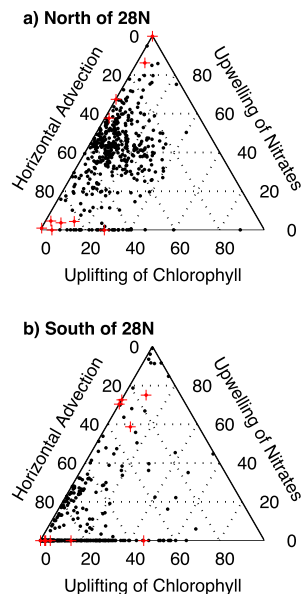 a) North of 28N
Horizontal Advection
Upwelling of Nitrates
0
20 80
40 60
60 40
80 20
0
0 20 40 60 80
Uplifting of Chlorophyll
b) South of 28N
Horizontal Advection
Upwelling of Nitrates
0
20 80
40 60
60 40
80 20
0
0 20 40 60 80
Uplifting of Chlorophyll